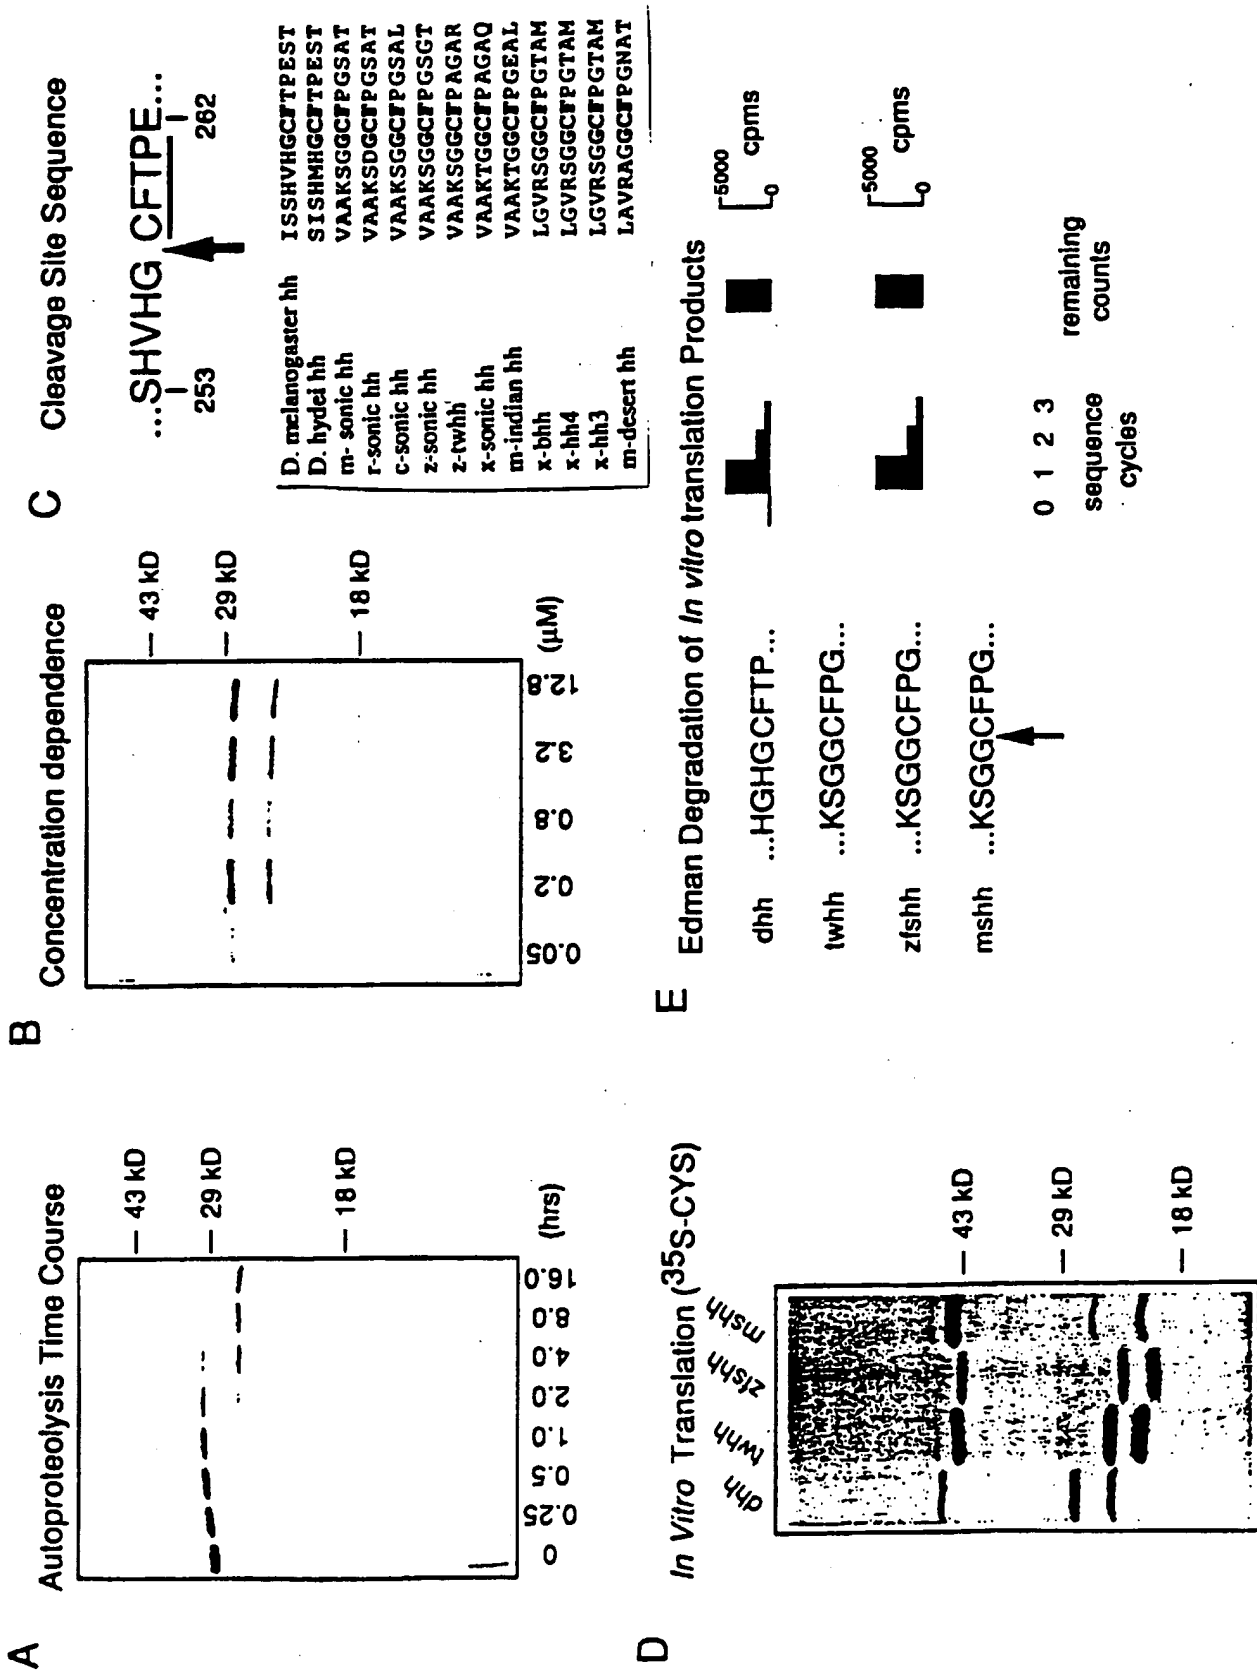 A
Autoproteolysis Time Course
43 kD
29 kD
18 kD
0 0.25 0.5 1.0 2.0 4.0 8.0 16.0 (hrs)
B
Concentration dependence
43 kD
29 kD
18 kD
0.05 0.2 0.8 3.2 12.8 (µM)
C
Cleavage Site Sequence
...SHVHG CFTPE...
253 262
D. melanogaster hh ISSHVHGCFTPEST
D. hydei hh SISHMHGCFTPEST
m- sonic hh VAAKSGGCFPGSAT
r-sonic hh VAAKSDGCFPGSAT
c-sonic hh VAAKSGGCFPGSAL
z-sonic hh VAAKSGGCFPGSGT
z-twhh VAAKSGGCFPAGAR
x-sonic hh VAAKTGGCFPAGAQ
m-indian hh VAAKTGGCFPGEAL
x-bhh LGVRSGGCFPGTAM
x-hh4 LGVRSGGCFPGTAM
x-hh3 LGVRSGGCFPGTAM
m-desert hh LAVRAGGCFPGNAT
D
In Vitro Translation (35S-CYS)
dhh twhh zfshh mshh
43 kD
29 kD
18 kD
E
Edman Degradation of In vitro translation Products
dhh ...HGHGCFTP...
5000
cpms
0
twhh ...KSGGCFPG...
zfshh ...KSGGCFPG...
5000
cpms
0
mshh ...KSGGCFPG...
0 1 2 3
sequence
cycles
remaining
counts